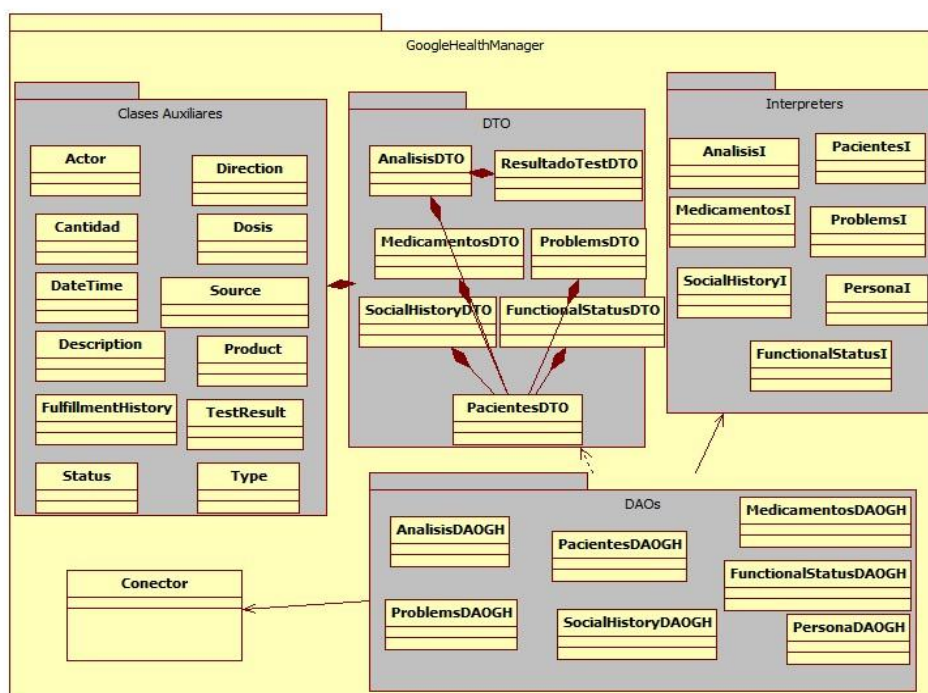 GoogleHealthManager
Clases Auxiliares
Actor
Direction
Cantidad
Dosis
DateTime
Source
Description
Product
FulfillmentHistory
TestResult
Status
Type
DTO
AnalisisDTO
ResultadoTestDTO
MedicamentosDTO
ProblemsDTO
SocialHistoryDTO
FunctionalStatusDTO
PacientesDTO
Interpreters
AnalisisI
PacientesI
MedicamentosI
ProblemsI
SocialHistoryI
PersonaI
FunctionalStatusI
DAOs
AnalisisDAOGH
PacientesDAOGH
MedicamentosDAOGH
FunctionalStatusDAOGH
ProblemsDAOGH
SocialHistoryDAOGH
PersonaDAOGH
Conector